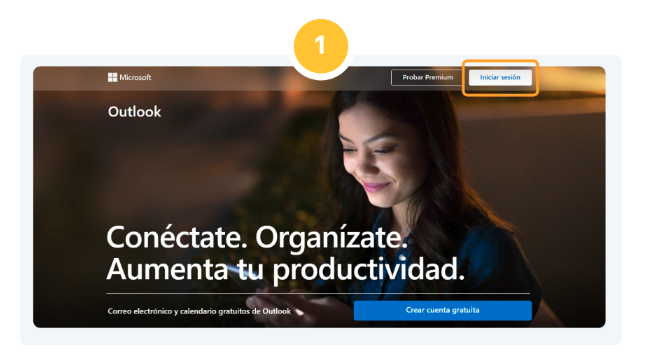 1
Microsoft
Probar Premium
Iniciar sesión
Outlook
Conéctate. Organízate.
Aumenta tu productividad.
Correo electrónico y calendario gratuitos de Outlook
Crear cuenta gratuita